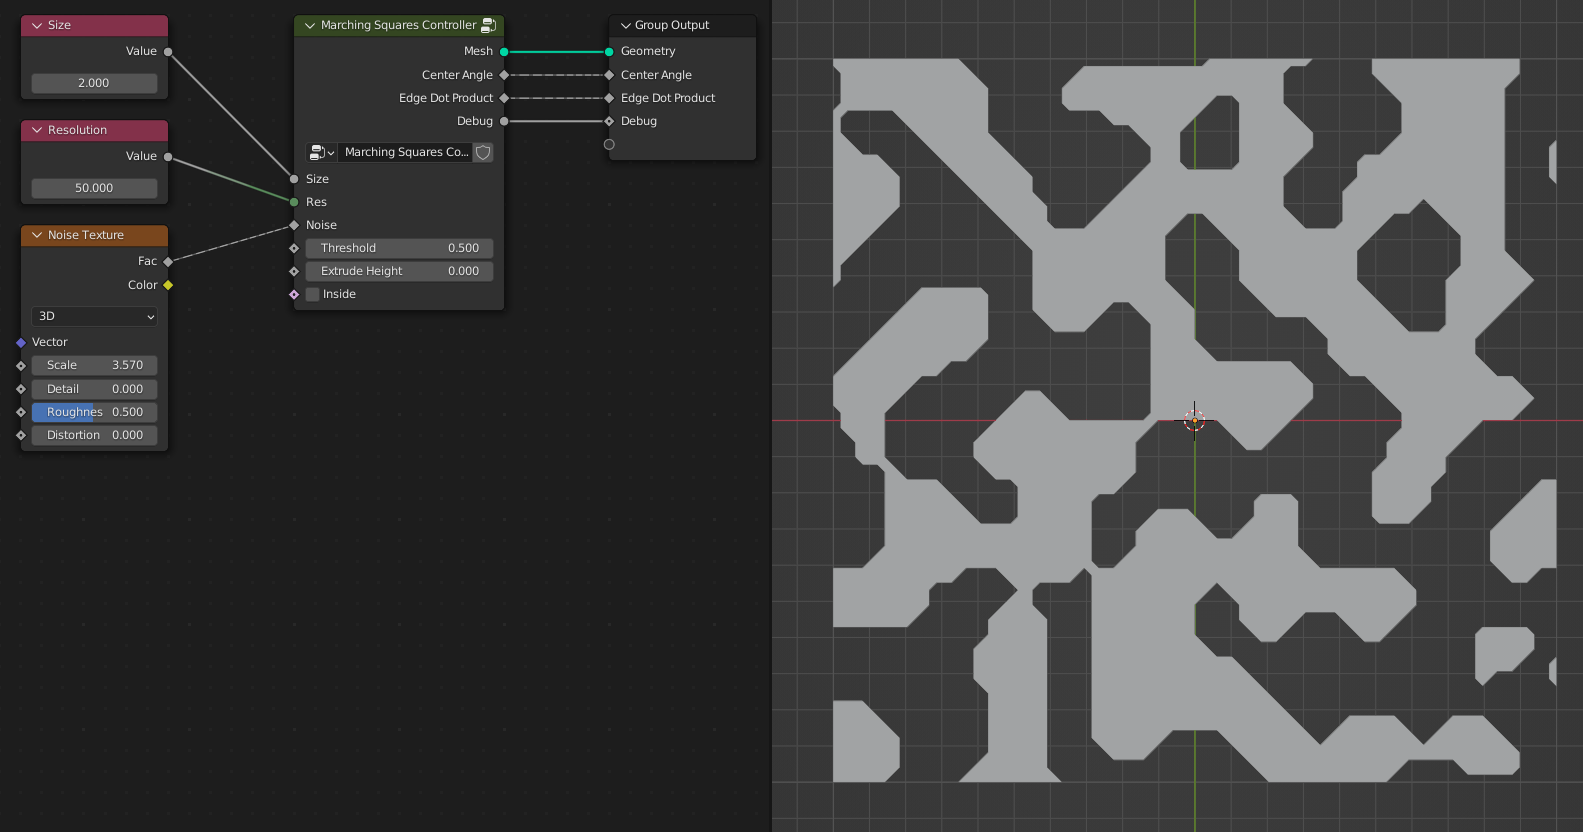 Size
Value
2.000
Resolution
Value
50.000
Noise Texture
Fac
Color
3D
Vector
Scale 3.570
Detail 0.000
Roughnes 0.500
Distortion 0.000
Marching Squares Controller
Mesh
Center Angle
Edge Dot Product
Debug
Marching Squares Co...
Size
Res
Noise
Threshold 0.500
Extrude Height 0.000
Inside
Group Output
Geometry
Center Angle
Edge Dot Product
Debug